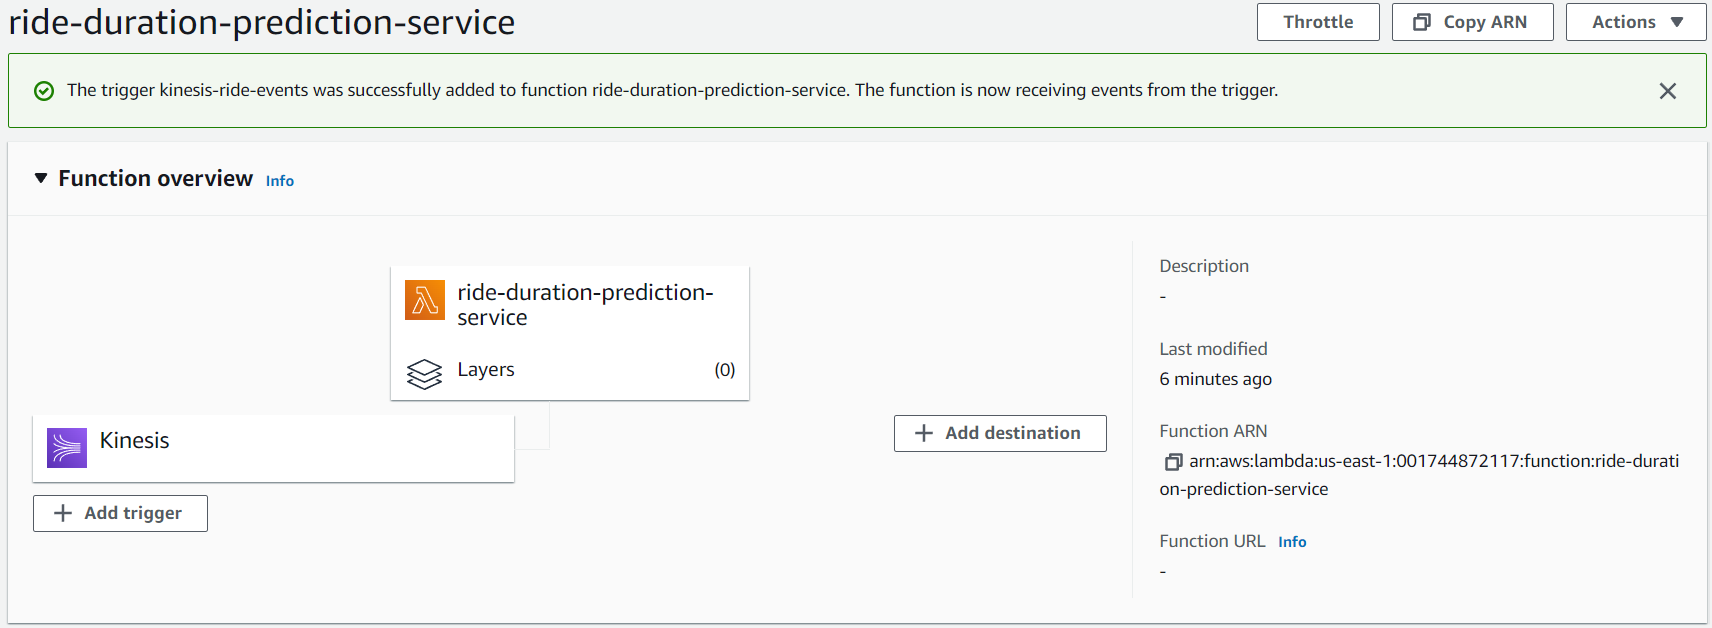 ride-duration-prediction-service
Throttle
Copy ARN
Actions
The trigger kinesis-ride-events was successfully added to function ride-duration-prediction-service. The function is now receiving events from the trigger.
Function overview Info
ride-duration-prediction-
service
Layers (0)
Kinesis
Add trigger
Add destination
Description
-
Last modified
6 minutes ago
Function ARN
arn:aws:lambda:us-east-1:001744872117:function:ride-durati
on-prediction-service
Function URL Info
-